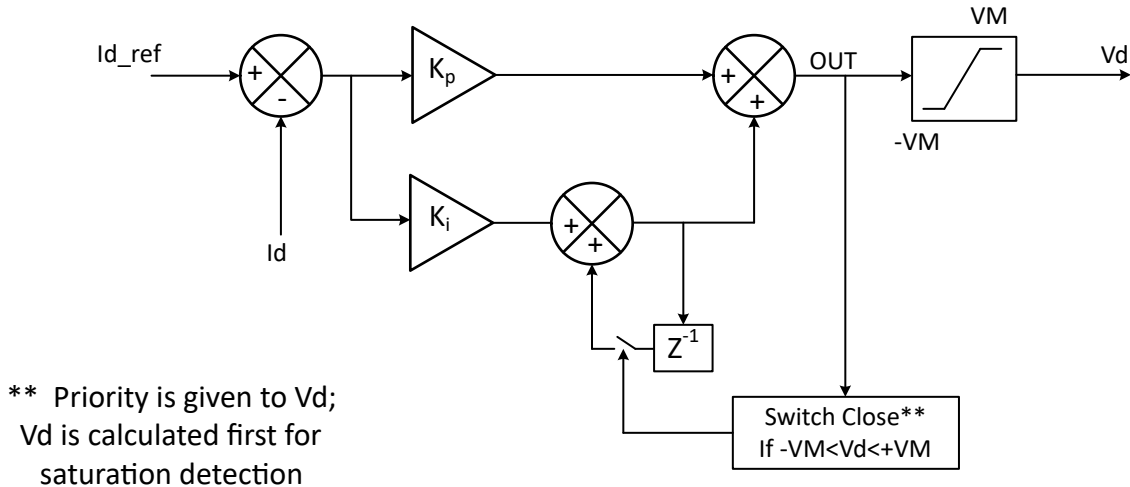 VM
Id_ref
+
-
Kp
+
+
OUT
Vd
-VM
Id
Ki
+
+
Z-1
** Priority is given to Vd;
Vd is calculated first for
saturation detection
Switch Close**
If -VM<Vd<+VM